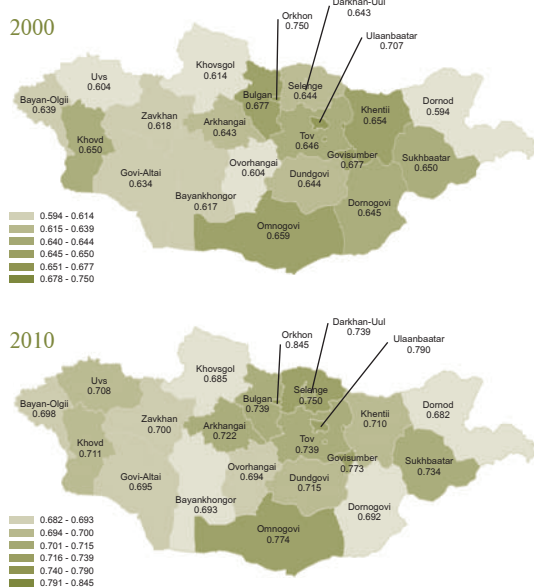 2000
Orkhon
0.750
Darkhan-Uul
0.643
Ulaanbaatar
0.707
Khovsgol
0.614
Uvs
0.604
Bayan-Olgii
0.639
Zavkhan
0.618
Bulgan
0.677
Selenge
0.644
Khentii
0.654
Dornod
0.594
Khovd
0.650
Arkhangai
0.643
Tov
0.646
Govisumber
0.677
Sukhbaatar
0.650
Govi-Altai
0.634
Ovorhangai
0.604
Dundgovi
0.644
Bayankhongor
0.617
Dornogovi
0.645
Omnogovi
0.659
0.594 - 0.614
0.615 - 0.639
0.640 - 0.644
0.645 - 0.650
0.651 - 0.677
0.678 - 0.750
2010
Orkhon
0.845
Darkhan-Uul
0.739
Ulaanbaatar
0.790
Khovsgol
0.685
Uvs
0.708
Bayan-Olgii
0.698
Zavkhan
0.700
Bulgan
0.739
Selenge
0.750
Khentii
0.710
Dornod
0.682
Khovd
0.711
Arkhangai
0.722
Tov
0.739
Govisumber
0.773
Sukhbaatar
0.734
Govi-Altai
0.695
Ovorhangai
0.694
Dundgovi
0.715
Bayankhongor
0.693
Dornogovi
0.692
Omnogovi
0.774
0.682 - 0.693
0.694 - 0.700
0.701 - 0.715
0.716 - 0.739
0.740 - 0.790
0.791 - 0.845